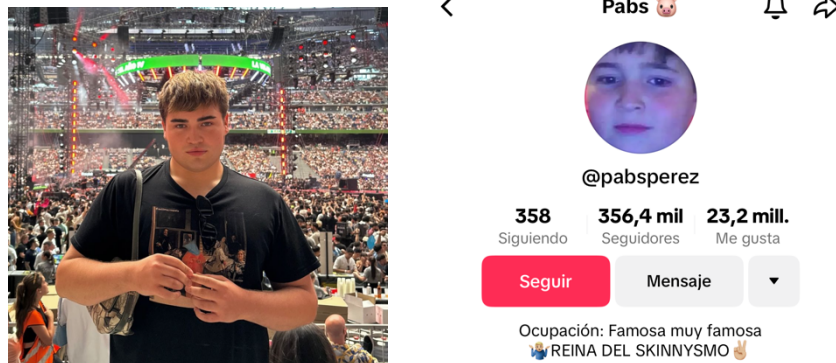 Pabs 🐷
@pabsperez
358
Siguiendo
356,4 mil
Seguidores
23,2 mill.
Me gusta
Seguir
Mensaje
Ocupación: Famosa muy famosa
🤷🏼‍♂️REINA DEL SKINNYSMO✌🏼